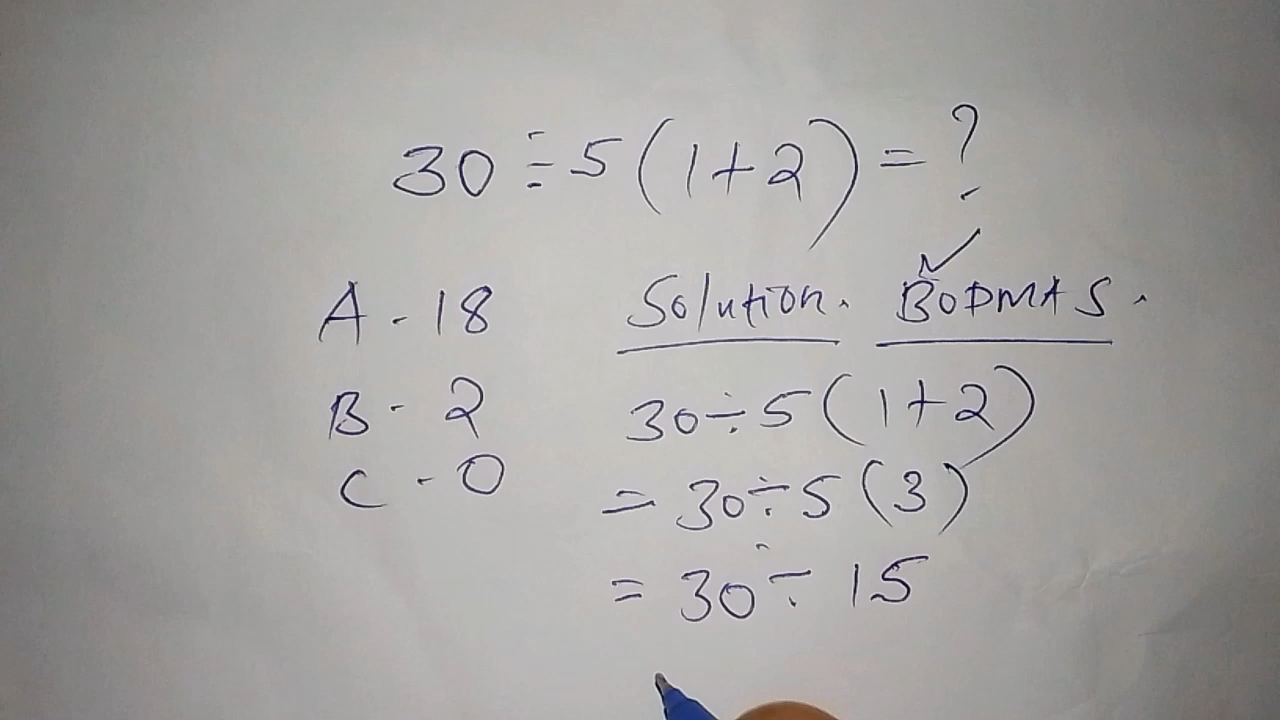 30 ÷ 5 (1+2) = ?
A - 18
B - 2
C - 0
Solution. BODMAS.
30 ÷ 5 (1+2)
= 30 ÷ 5 (3)
= 30 ÷ 15